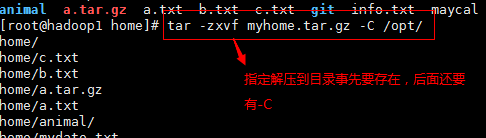 animal a.tar.gz a.txt b.txt c.txt git info.txt maycal
[root@hadoop1 home]# tar -zxvf myhome.tar.gz -C /opt/
home/
home/c.txt
home/b.txt
home/a.tar.gz
home/a.txt
home/animal/
home/mydate.txt
指定解压到目录事先要存在，后面还要
有-C